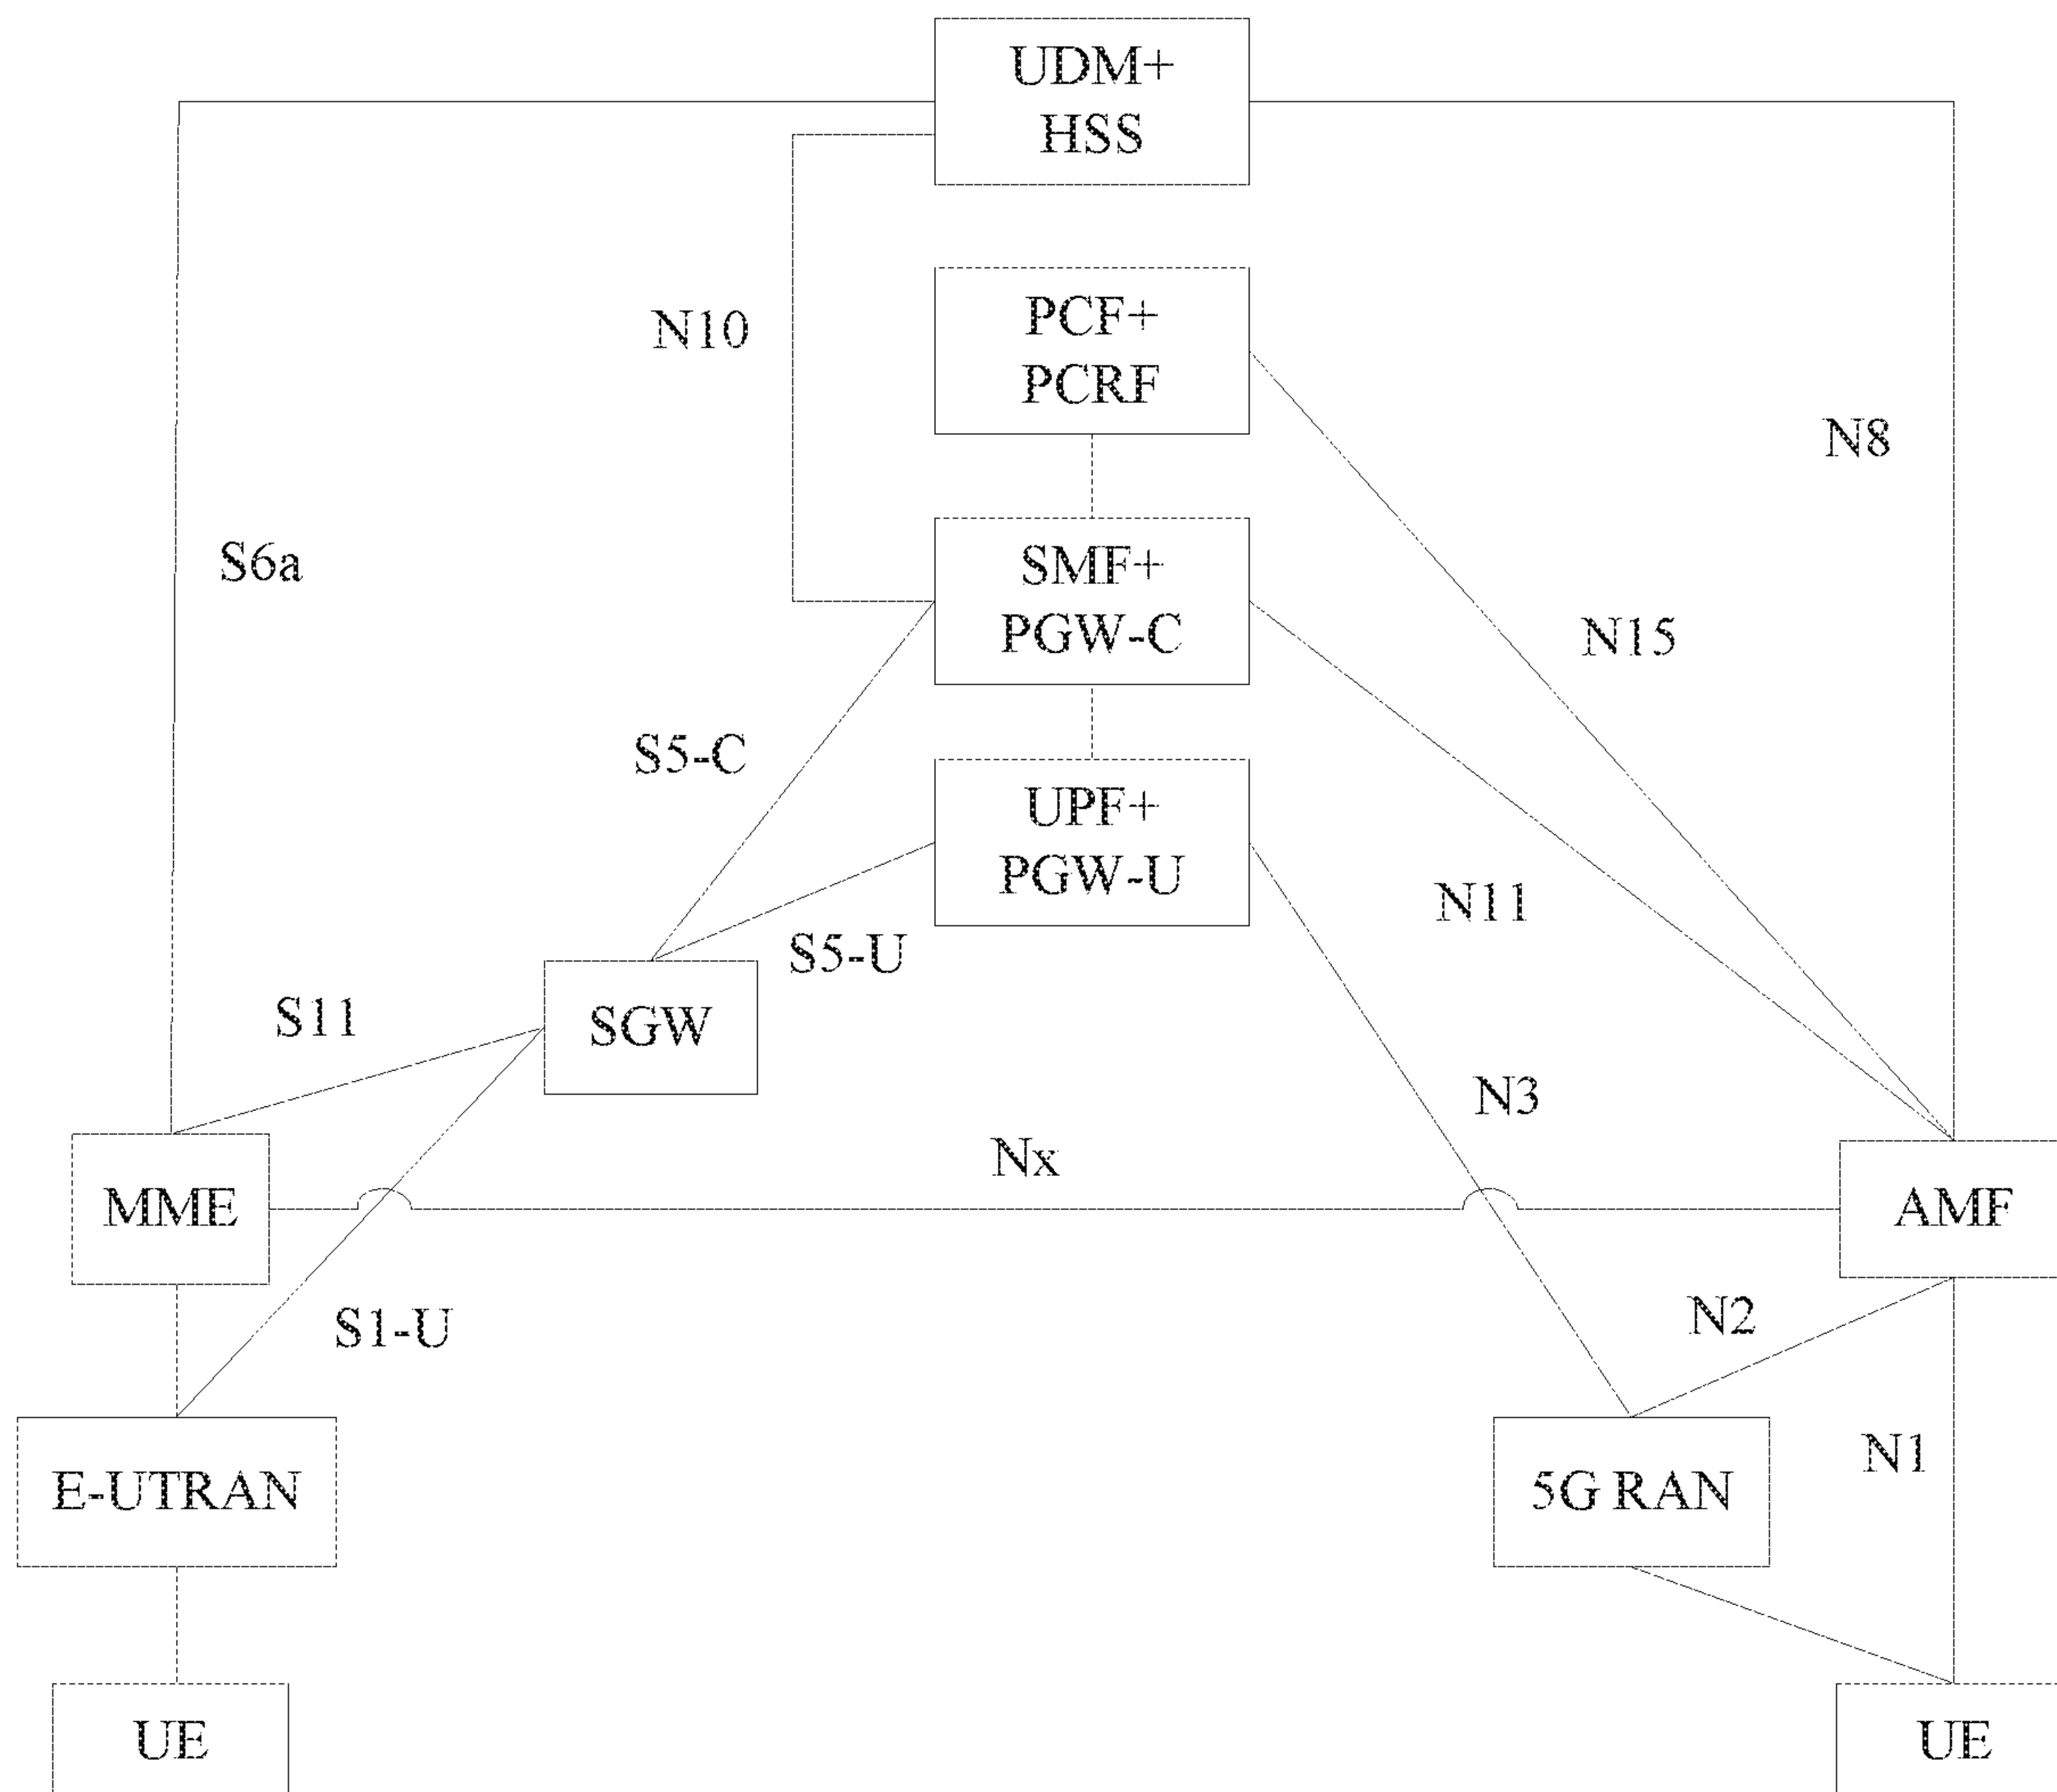 UDM+
HSS
N10
PCF+
PCRF
N8
S6a
SMF+
PGW-C
N15
S5-C
UPF+
PGW-U
N11
S5-U
S11
SGW
N3
Nx
MME
AMF
S1-U
N2
N1
E-UTRAN
5G RAN
UE
UE